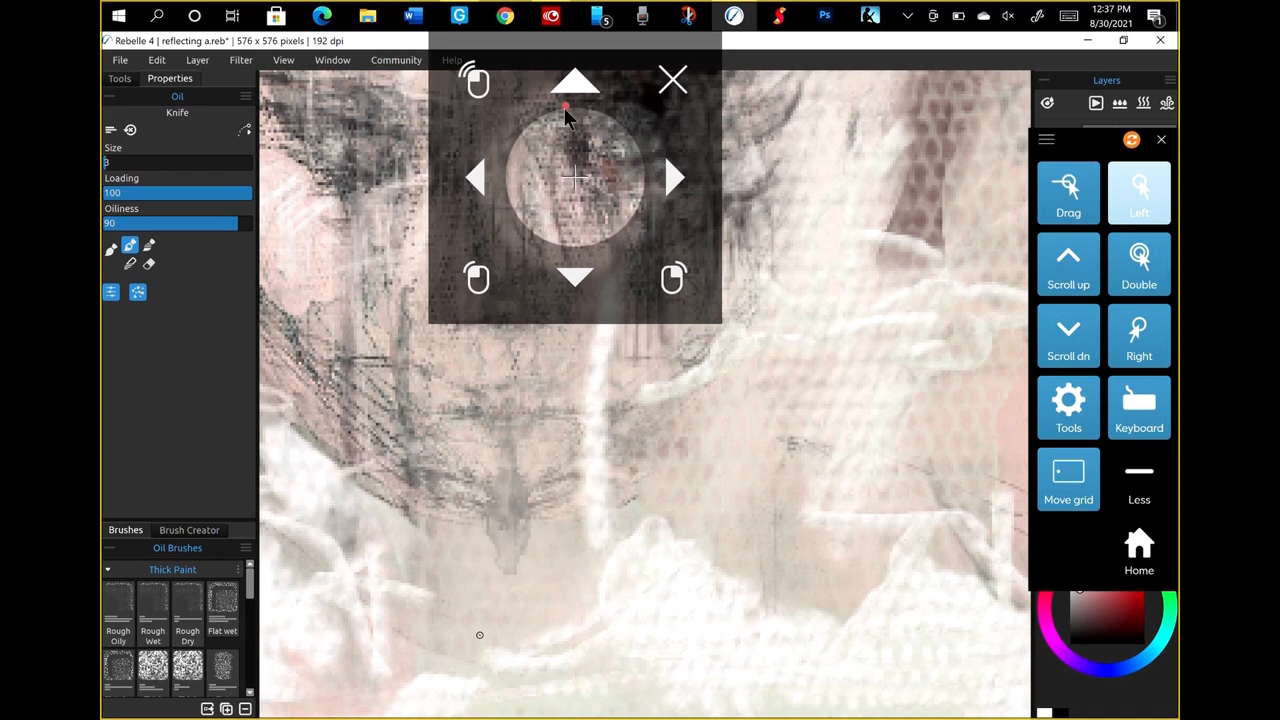 5
12:37 PM
8/30/2021
1
Rebelle 4 | reflecting a.reb* | 576 x 576 pixels | 192 dpi
File Edit Layer Filter View Window Community Help
Tools Properties
Oil
Knife
Size
3
Loading
100
Oiliness
90
Brushes Brush Creator
Oil Brushes
Thick Paint
Rough Oily
Rough Wet
Rough Dry
Flat wet
Layers
Drag
Left
Scroll up
Double
Scroll dn
Right
Tools
Keyboard
Move grid
Less
Home